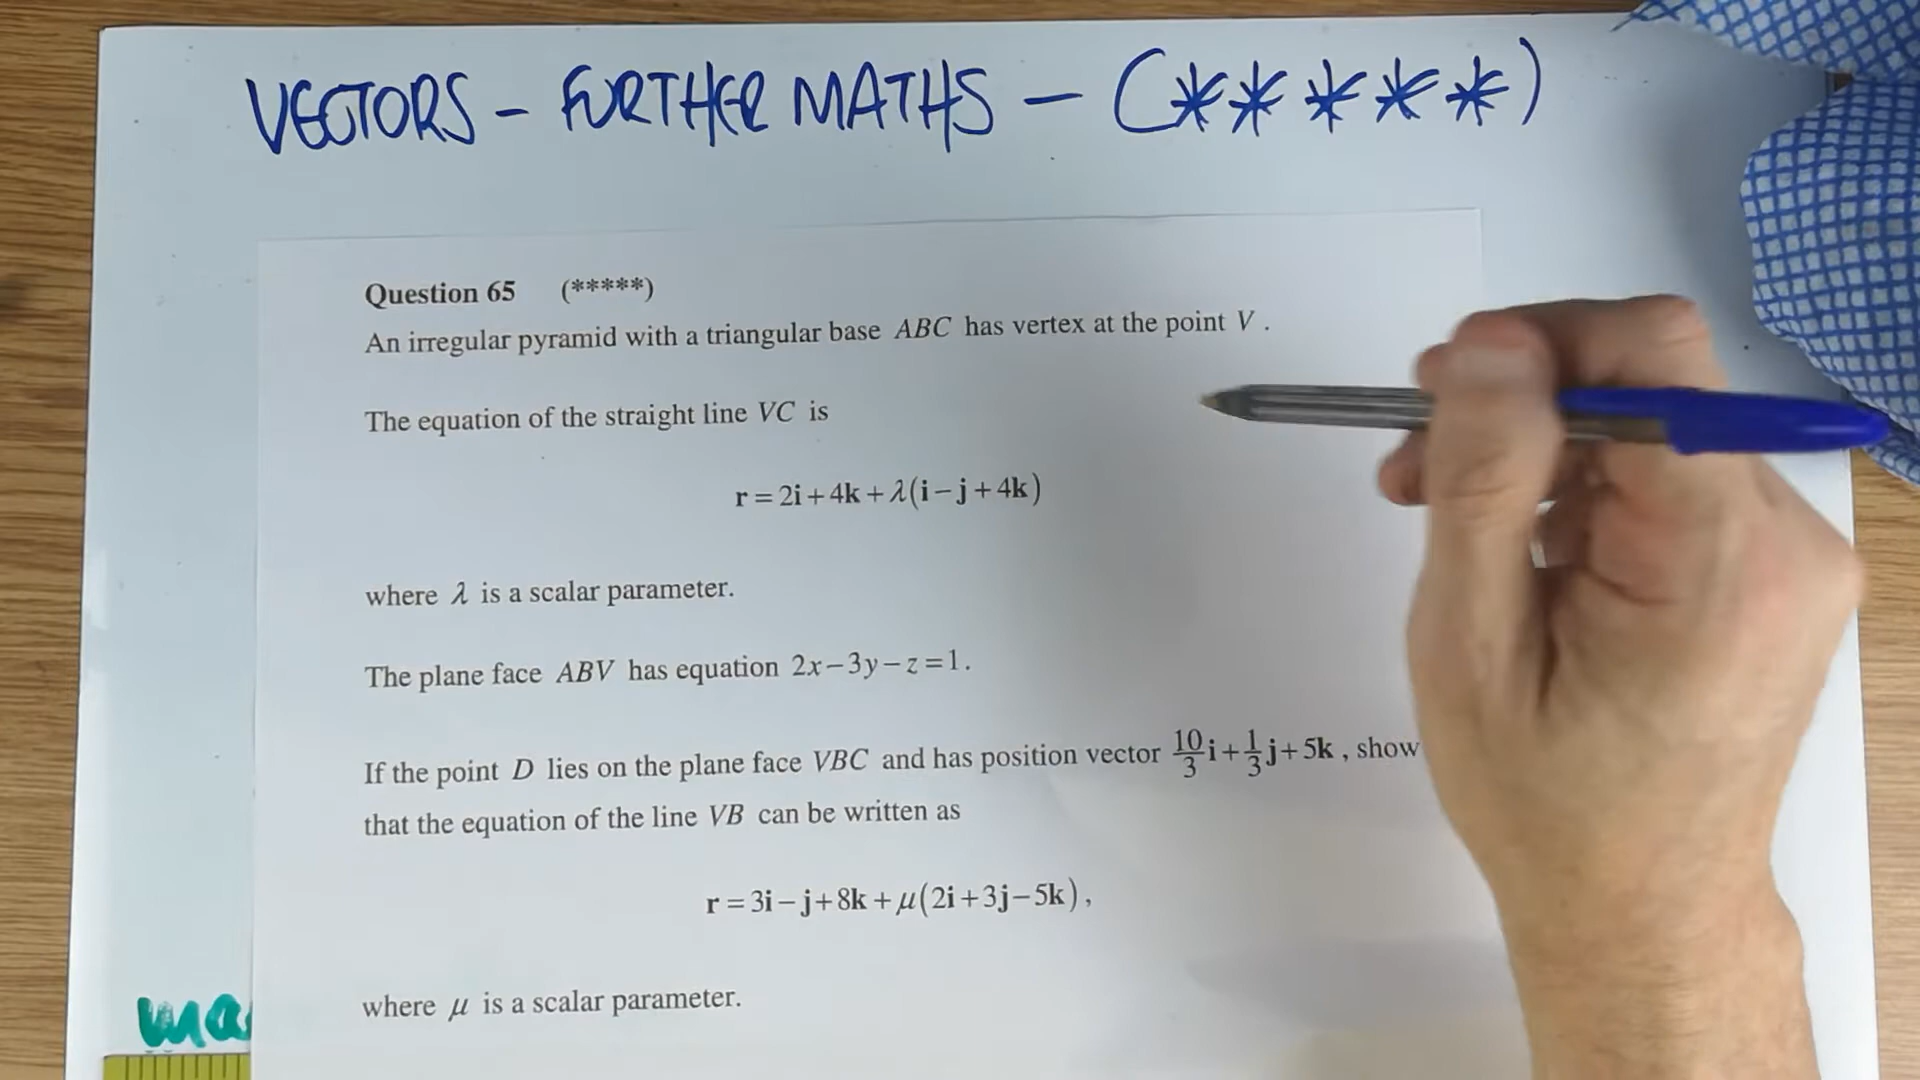 VECTORS - FURTHER MATHS - (*****)
Question 65 (*****)
An irregular pyramid with a triangular base ABC has vertex at the point V .
The equation of the straight line VC is
r = 2i + 4k + λ(i − j + 4k)
where λ is a scalar parameter.
The plane face ABV has equation 2x − 3y − z = 1.
If the point D lies on the plane face VBC and has position vector 10/3 i + 1/3 j + 5k , show
that the equation of the line VB can be written as
r = 3i − j + 8k + μ(2i + 3j − 5k) ,
where μ is a scalar parameter.